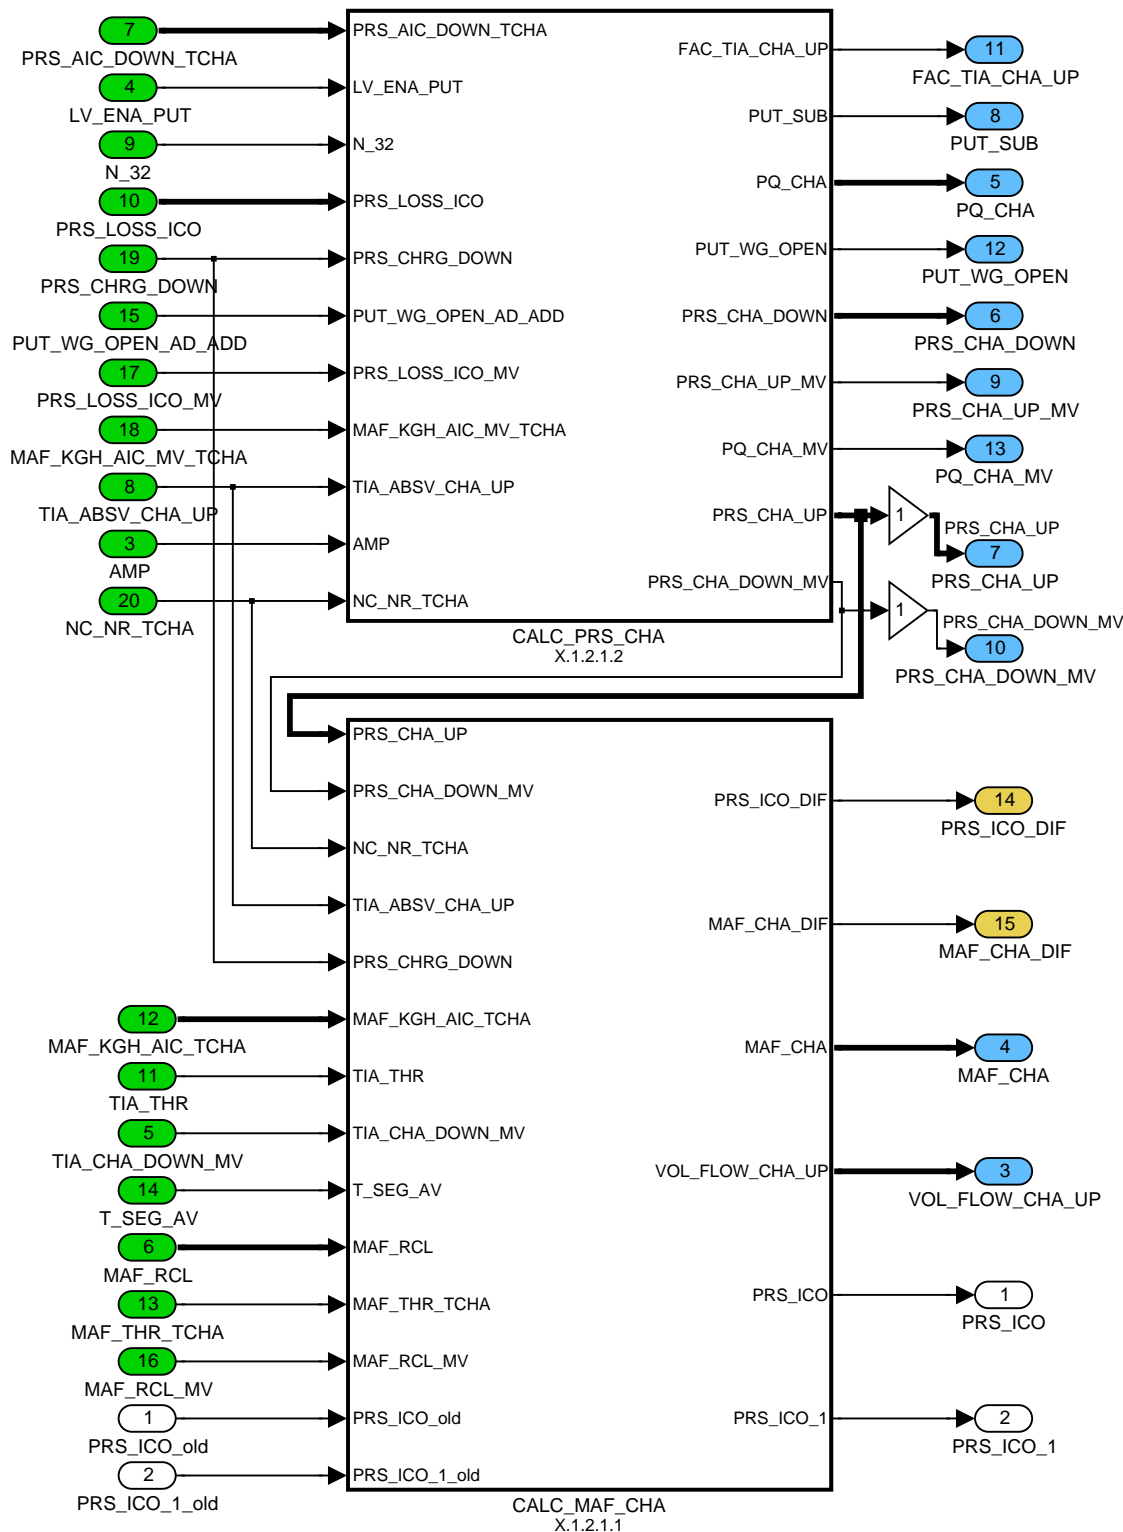 7
PRS_AIC_DOWN_TCHA
4
LV_ENA_PUT
9
N_32
10
PRS_LOSS_ICO
19
PRS_CHRG_DOWN
15
PUT_WG_OPEN_AD_ADD
17
PRS_LOSS_ICO_MV
18
MAF_KGH_AIC_MV_TCHA
8
TIA_ABSV_CHA_UP
3
AMP
20
NC_NR_TCHA
PRS_AIC_DOWN_TCHA
LV_ENA_PUT
N_32
PRS_LOSS_ICO
PRS_CHRG_DOWN
PUT_WG_OPEN_AD_ADD
PRS_LOSS_ICO_MV
MAF_KGH_AIC_MV_TCHA
TIA_ABSV_CHA_UP
AMP
NC_NR_TCHA
FAC_TIA_CHA_UP
PUT_SUB
PQ_CHA
PUT_WG_OPEN
PRS_CHA_DOWN
PRS_CHA_UP_MV
PQ_CHA_MV
PRS_CHA_UP
PRS_CHA_DOWN_MV
CALC_PRS_CHA
X.1.2.1.2
11
FAC_TIA_CHA_UP
8
PUT_SUB
5
PQ_CHA
12
PUT_WG_OPEN
6
PRS_CHA_DOWN
9
PRS_CHA_UP_MV
13
PQ_CHA_MV
1
PRS_CHA_UP
7
PRS_CHA_UP
1
PRS_CHA_DOWN_MV
10
PRS_CHA_DOWN_MV
12
MAF_KGH_AIC_TCHA
11
TIA_THR
5
TIA_CHA_DOWN_MV
14
T_SEG_AV
6
MAF_RCL
13
MAF_THR_TCHA
16
MAF_RCL_MV
1
PRS_ICO_old
2
PRS_ICO_1_old
PRS_CHA_UP
PRS_CHA_DOWN_MV
NC_NR_TCHA
TIA_ABSV_CHA_UP
PRS_CHRG_DOWN
MAF_KGH_AIC_TCHA
TIA_THR
TIA_CHA_DOWN_MV
T_SEG_AV
MAF_RCL
MAF_THR_TCHA
MAF_RCL_MV
PRS_ICO_old
PRS_ICO_1_old
PRS_ICO_DIF
MAF_CHA_DIF
MAF_CHA
VOL_FLOW_CHA_UP
PRS_ICO
PRS_ICO_1
CALC_MAF_CHA
X.1.2.1.1
14
PRS_ICO_DIF
15
MAF_CHA_DIF
4
MAF_CHA
3
VOL_FLOW_CHA_UP
1
PRS_ICO
2
PRS_ICO_1